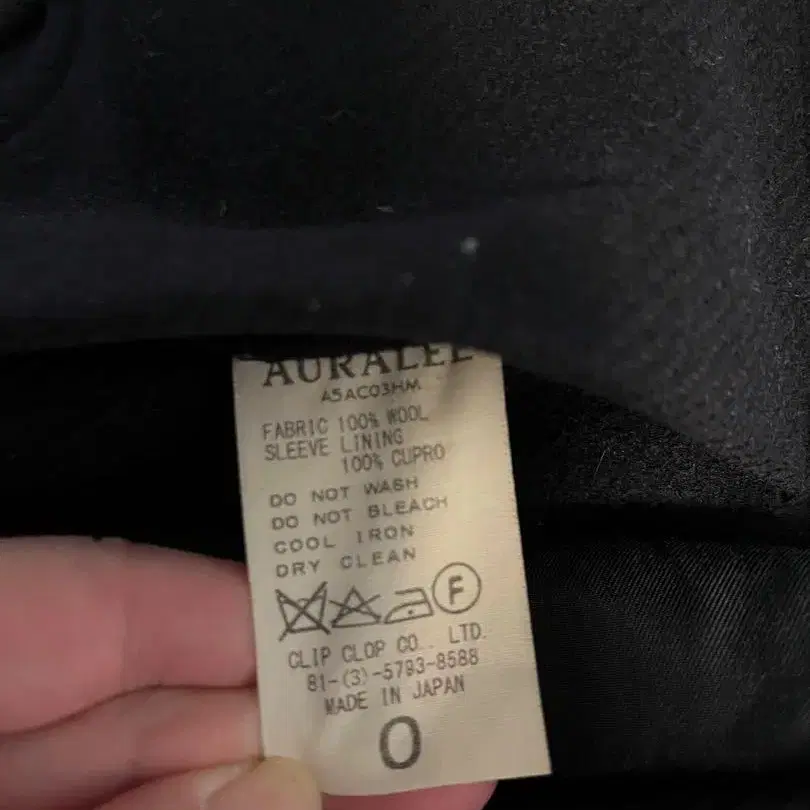 AURALEE
A5AC03HM
FABRIC 100% WOOL
SLEEVE LINING
100% CUPRO
DO NOT WASH
DO NOT BLEACH
COOL IRON
DRY CLEAN
F
CLIP CLOP CO., LTD.
81-(3)-5793-8588
MADE IN JAPAN
0